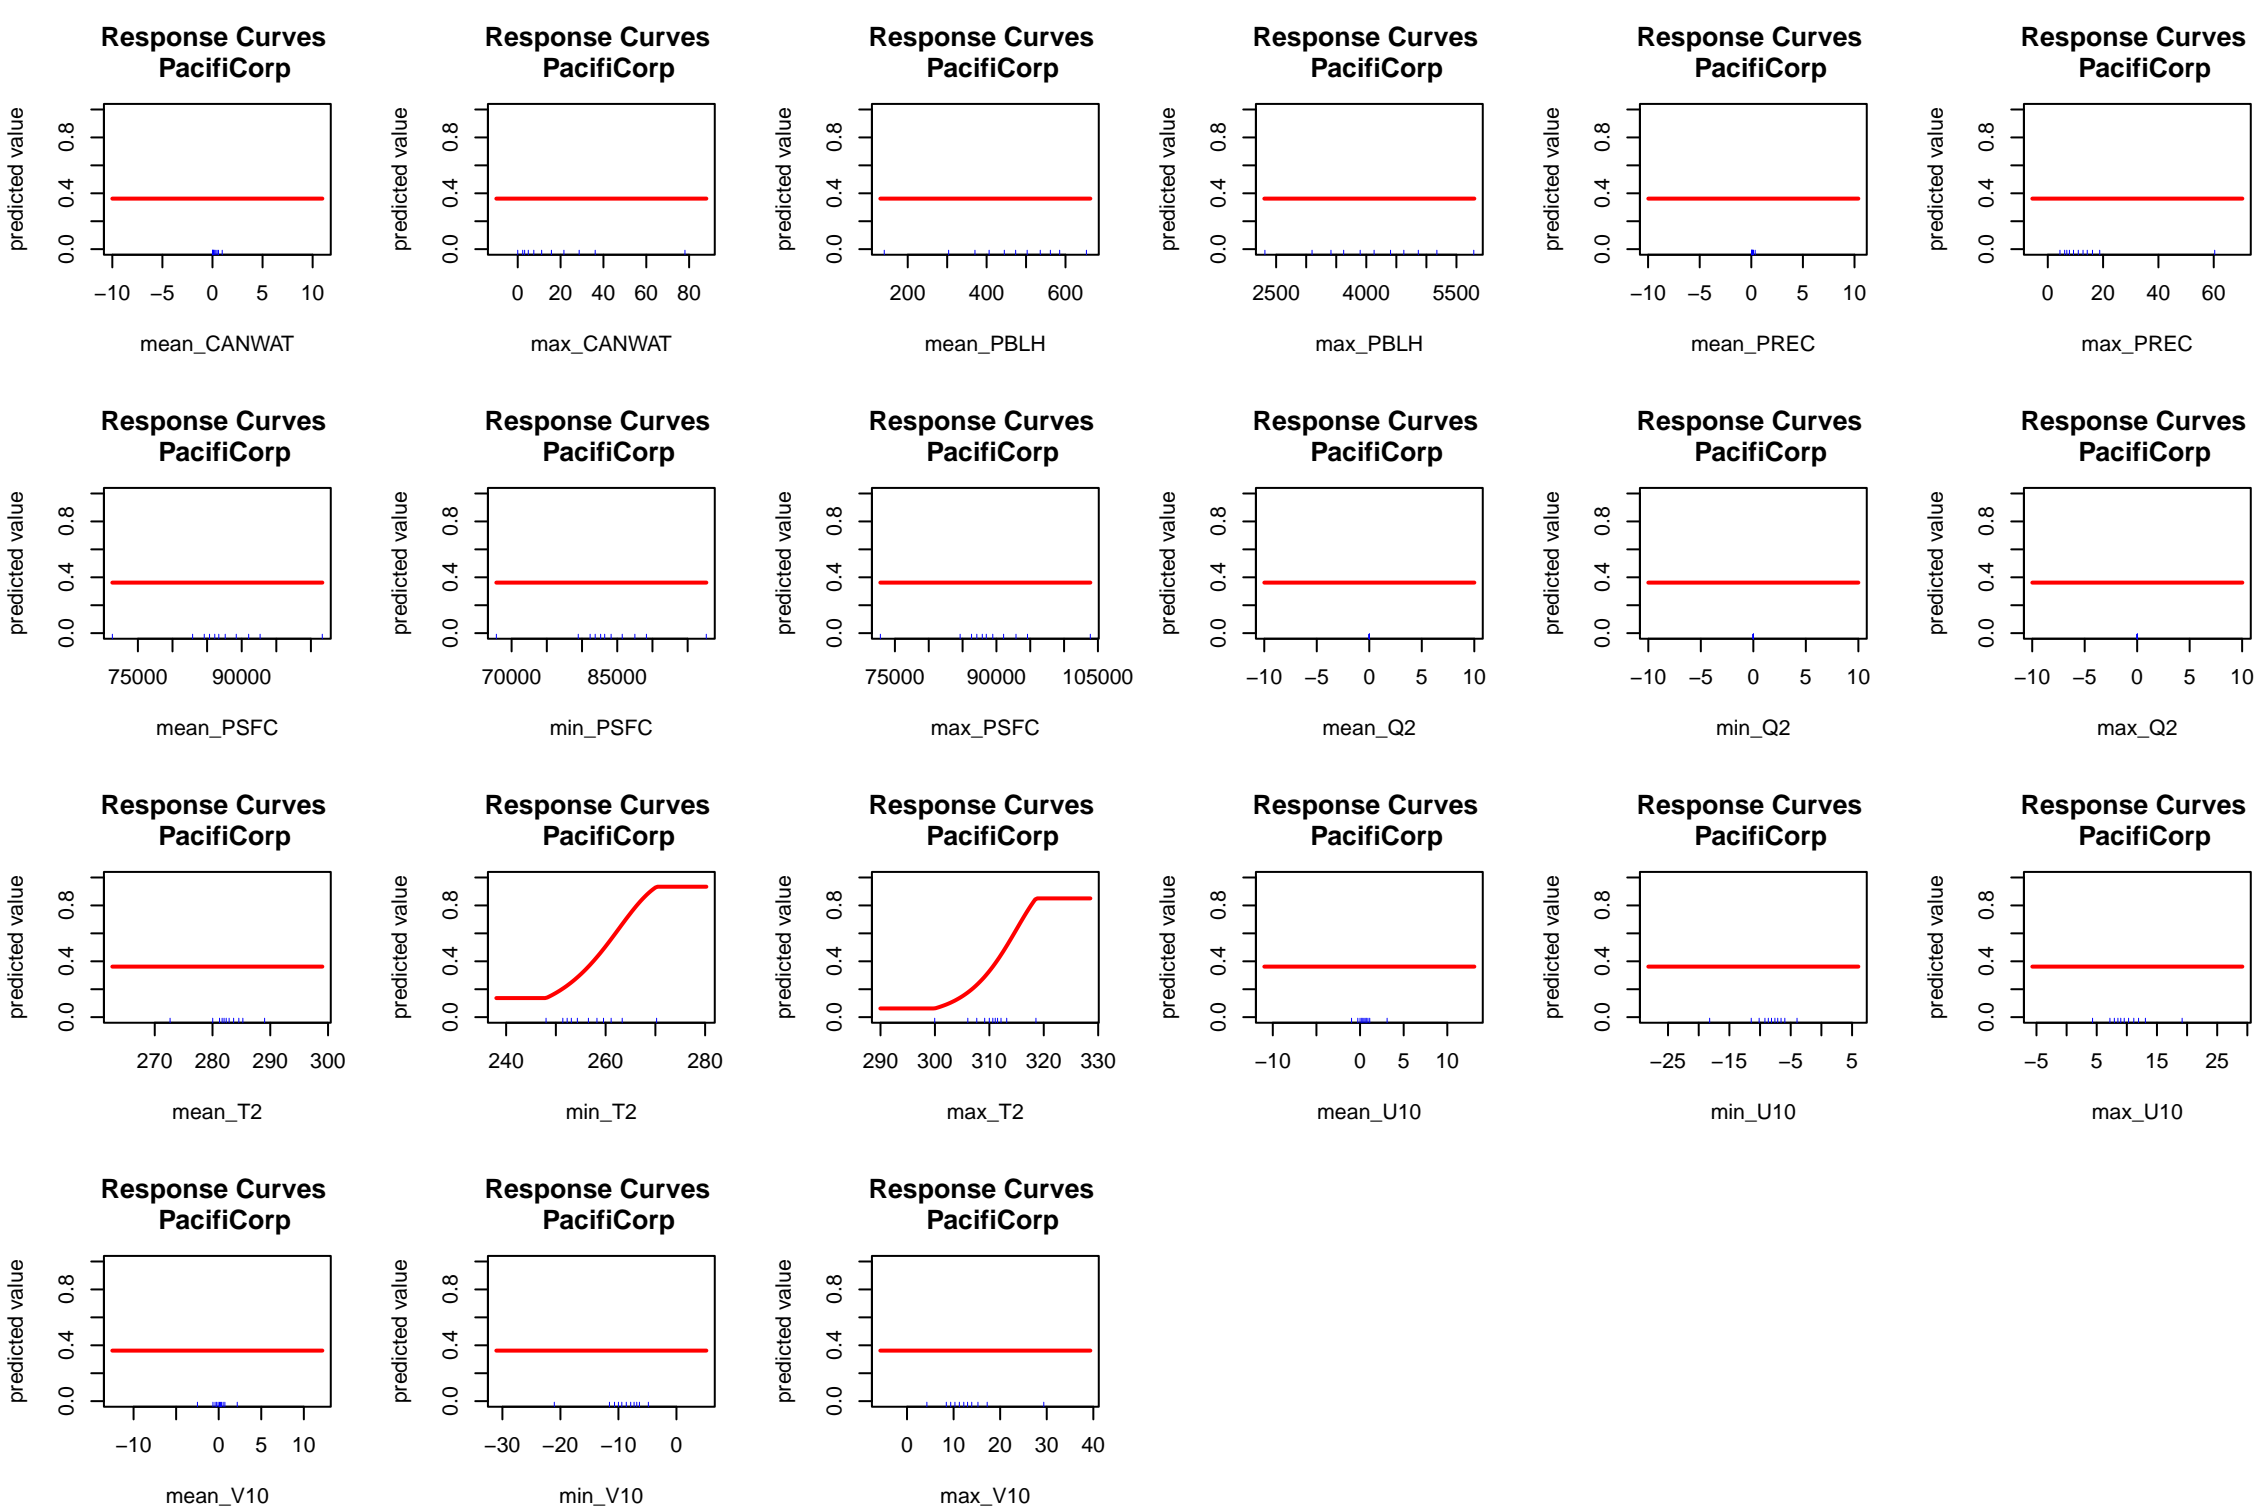 Response Curves
PacifiCorp
predicted value
0.0 0.4 0.8
−10 −5 0 5 10
mean_CANWAT
Response Curves
PacifiCorp
predicted value
0.0 0.4 0.8
0 20 40 60 80
max_CANWAT
Response Curves
PacifiCorp
predicted value
0.0 0.4 0.8
200 400 600
mean_PBLH
Response Curves
PacifiCorp
predicted value
0.0 0.4 0.8
2500 4000 5500
max_PBLH
Response Curves
PacifiCorp
predicted value
0.0 0.4 0.8
−10 −5 0 5 10
mean_PREC
Response Curves
PacifiCorp
predicted value
0.0 0.4 0.8
0 20 40 60
max_PREC
Response Curves
PacifiCorp
predicted value
0.0 0.4 0.8
75000 90000
mean_PSFC
Response Curves
PacifiCorp
predicted value
0.0 0.4 0.8
70000 85000
min_PSFC
Response Curves
PacifiCorp
predicted value
0.0 0.4 0.8
75000 90000 105000
max_PSFC
Response Curves
PacifiCorp
predicted value
0.0 0.4 0.8
−10 −5 0 5 10
mean_Q2
Response Curves
PacifiCorp
predicted value
0.0 0.4 0.8
−10 −5 0 5 10
min_Q2
Response Curves
PacifiCorp
predicted value
0.0 0.4 0.8
−10 −5 0 5 10
max_Q2
Response Curves
PacifiCorp
predicted value
0.0 0.4 0.8
270 280 290 300
mean_T2
Response Curves
PacifiCorp
predicted value
0.0 0.4 0.8
240 260 280
min_T2
Response Curves
PacifiCorp
predicted value
0.0 0.4 0.8
290 300 310 320 330
max_T2
Response Curves
PacifiCorp
predicted value
0.0 0.4 0.8
−10 0 5 10
mean_U10
Response Curves
PacifiCorp
predicted value
0.0 0.4 0.8
−25 −15 −5 5
min_U10
Response Curves
PacifiCorp
predicted value
0.0 0.4 0.8
−5 5 15 25
max_U10
Response Curves
PacifiCorp
predicted value
0.0 0.4 0.8
−10 0 5 10
mean_V10
Response Curves
PacifiCorp
predicted value
0.0 0.4 0.8
−30 −20 −10 0
min_V10
Response Curves
PacifiCorp
predicted value
0.0 0.4 0.8
0 10 20 30 40
max_V10